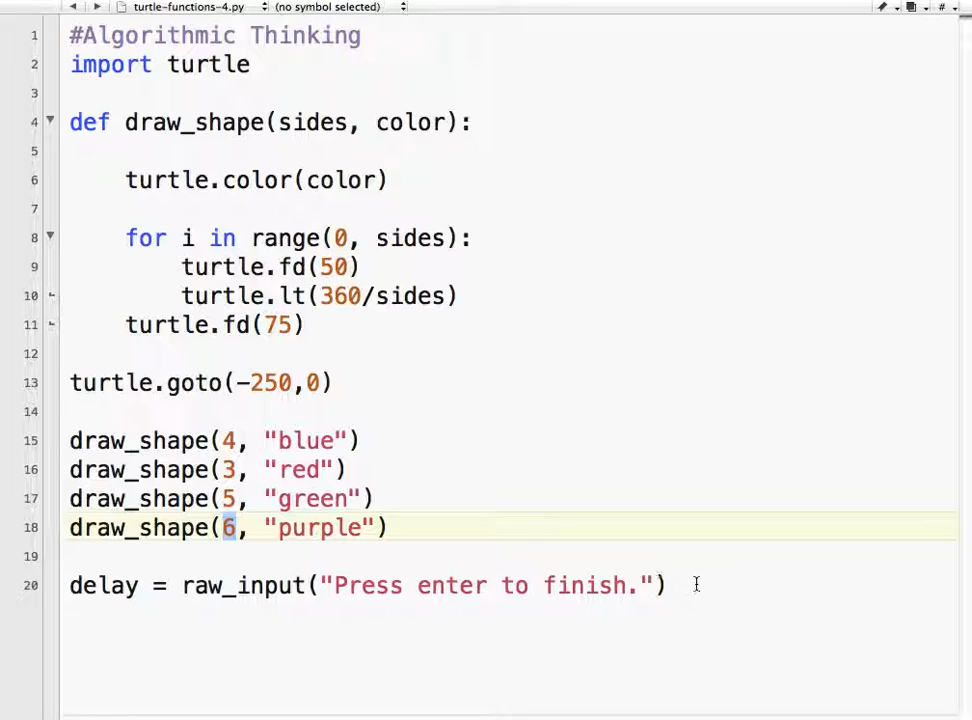 turtle-functions-4.py (no symbol selected) #
1 #Algorithmic Thinking
2 import turtle
3
4 def draw_shape(sides, color):
5
6 turtle.color(color)
7
8 for i in range(0, sides):
9 turtle.fd(50)
10 turtle.lt(360/sides)
11 turtle.fd(75)
12
13 turtle.goto(-250,0)
14
15 draw_shape(4, "blue")
16 draw_shape(3, "red")
17 draw_shape(5, "green")
18 draw_shape(6, "purple")
19
20 delay = raw_input("Press enter to finish.")